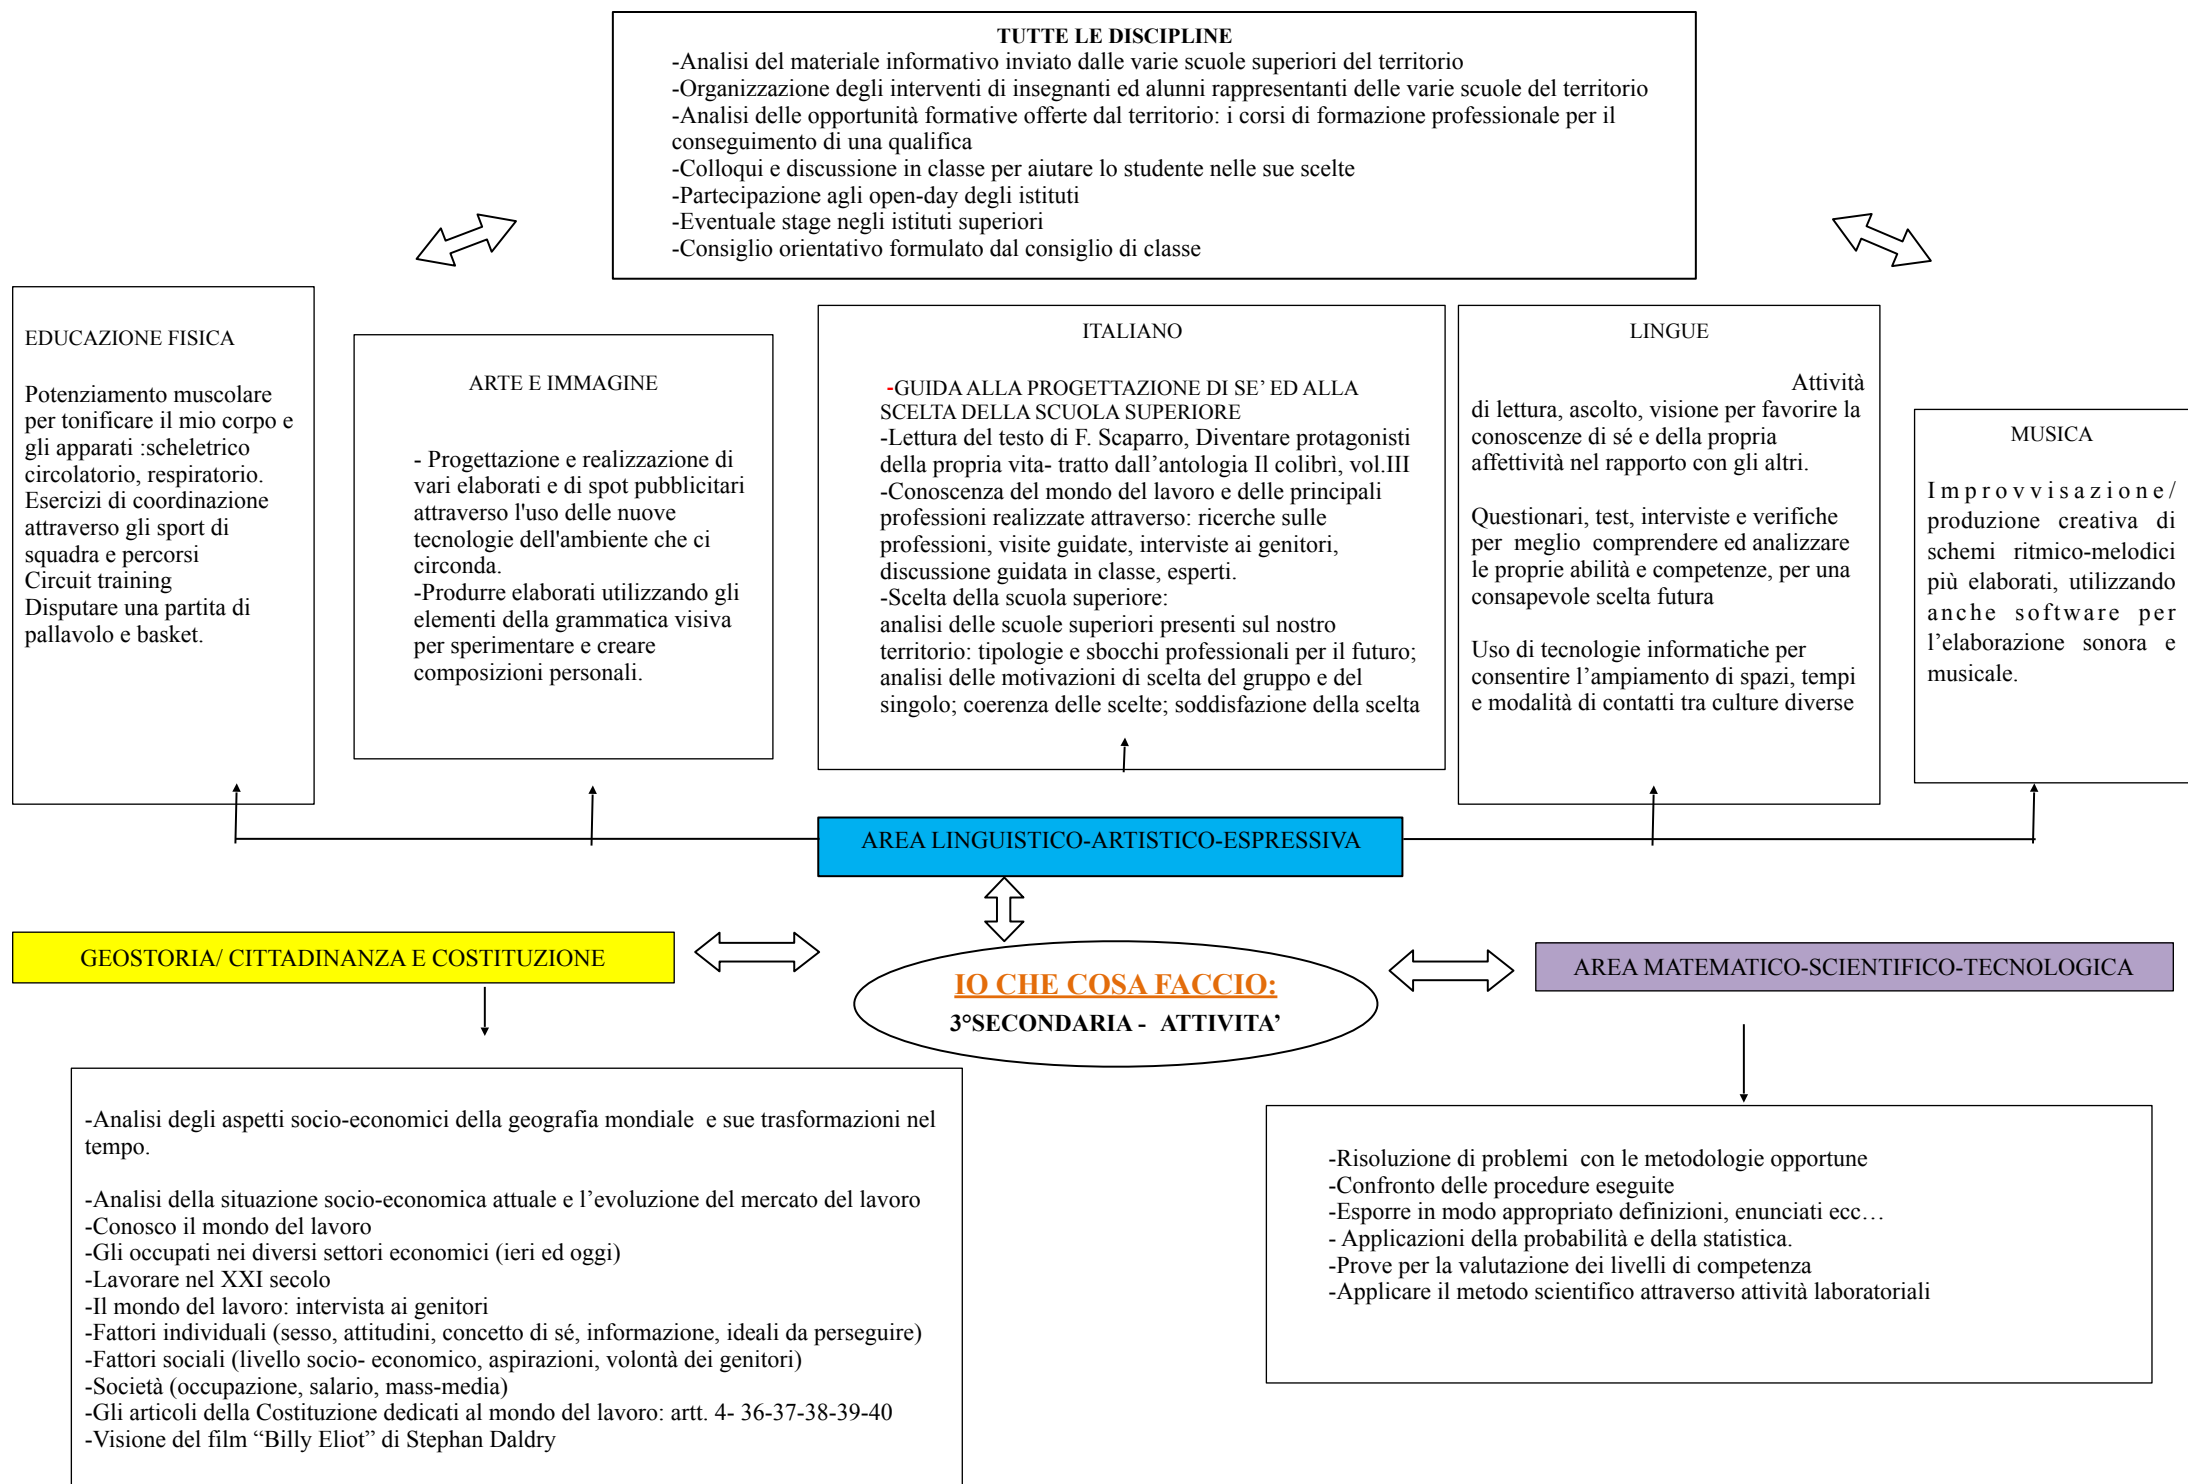 TUTTE LE DISCIPLINE
-Analisi del materiale informativo inviato dalle varie scuole superiori del territorio
-Organizzazione degli interventi di insegnanti ed alunni rappresentanti delle varie scuole del territorio
-Analisi delle opportunità formative offerte dal territorio: i corsi di formazione professionale per il
conseguimento di una qualifica
-Colloqui e discussione in classe per aiutare lo studente nelle sue scelte
-Partecipazione agli open-day degli istituti
-Eventuale stage negli istituti superiori
-Consiglio orientativo formulato dal consiglio di classe
EDUCAZIONE FISICA
Potenziamento muscolare
per tonificare il mio corpo e
gli apparati :scheletrico
circolatorio, respiratorio.
Esercizi di coordinazione
attraverso gli sport di
squadra e percorsi
Circuit training
Disputare una partita di
pallavolo e basket.
ARTE E IMMAGINE
- Progettazione e realizzazione di
vari elaborati e di spot pubblicitari
attraverso l'uso delle nuove
tecnologie dell'ambiente che ci
circonda.
-Produrre elaborati utilizzando gli
elementi della grammatica visiva
per sperimentare e creare
composizioni personali.
ITALIANO
-GUIDA ALLA PROGETTAZIONE DI SE’ ED ALLA
SCELTA DELLA SCUOLA SUPERIORE
-Lettura del testo di F. Scaparro, Diventare protagonisti
della propria vita- tratto dall’antologia Il colibrì, vol.III
-Conoscenza del mondo del lavoro e delle principali
professioni realizzate attraverso: ricerche sulle
professioni, visite guidate, interviste ai genitori,
discussione guidata in classe, esperti.
-Scelta della scuola superiore:
analisi delle scuole superiori presenti sul nostro
territorio: tipologie e sbocchi professionali per il futuro;
analisi delle motivazioni di scelta del gruppo e del
singolo; coerenza delle scelte; soddisfazione della scelta
LINGUE
Attività
di lettura, ascolto, visione per favorire la
conoscenze di sé e della propria
affettività nel rapporto con gli altri.
Questionari, test, interviste e verifiche
per meglio comprendere ed analizzare
le proprie abilità e competenze, per una
consapevole scelta futura
Uso di tecnologie informatiche per
consentire l’ampiamento di spazi, tempi
e modalità di contatti tra culture diverse
MUSICA
Improvvisazione/
produzione creativa di
schemi ritmico-melodici
più elaborati, utilizzando
anche software per
l’elaborazione sonora e
musicale.
AREA LINGUISTICO-ARTISTICO-ESPRESSIVA
GEOSTORIA/ CITTADINANZA E COSTITUZIONE
IO CHE COSA FACCIO:
3°SECONDARIA - ATTIVITA’
AREA MATEMATICO-SCIENTIFICO-TECNOLOGICA
-Analisi degli aspetti socio-economici della geografia mondiale e sue trasformazioni nel
tempo.
-Analisi della situazione socio-economica attuale e l’evoluzione del mercato del lavoro
-Conosco il mondo del lavoro
-Gli occupati nei diversi settori economici (ieri ed oggi)
-Lavorare nel XXI secolo
-Il mondo del lavoro: intervista ai genitori
-Fattori individuali (sesso, attitudini, concetto di sé, informazione, ideali da perseguire)
-Fattori sociali (livello socio- economico, aspirazioni, volontà dei genitori)
-Società (occupazione, salario, mass-media)
-Gli articoli della Costituzione dedicati al mondo del lavoro: artt. 4- 36-37-38-39-40
-Visione del film “Billy Eliot” di Stephan Daldry
-Risoluzione di problemi con le metodologie opportune
-Confronto delle procedure eseguite
-Esporre in modo appropriato definizioni, enunciati ecc…
- Applicazioni della probabilità e della statistica.
-Prove per la valutazione dei livelli di competenza
-Applicare il metodo scientifico attraverso attività laboratoriali